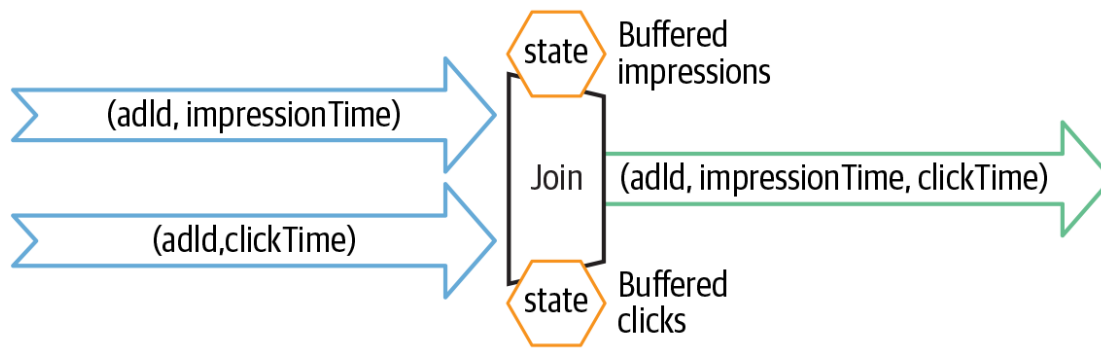 state
Buffered
impressions
(adId, impressionTime)
Join
(adId, impressionTime, clickTime)
(adId,clickTime)
state
Buffered
clicks